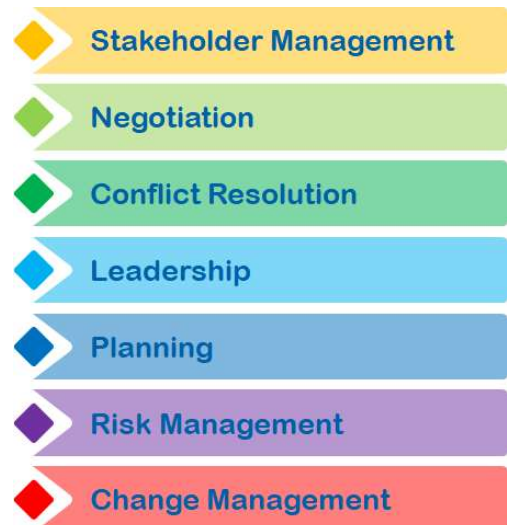 Stakeholder Management
Negotiation
Conflict Resolution
Leadership
Planning
Risk Management
Change Management